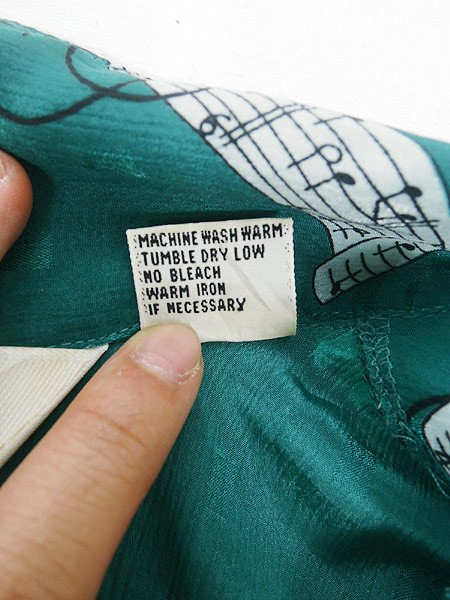 MACHINE WASH WARM
TUMBLE DRY LOW
NO BLEACH
WARM IRON
IF NECESSARY